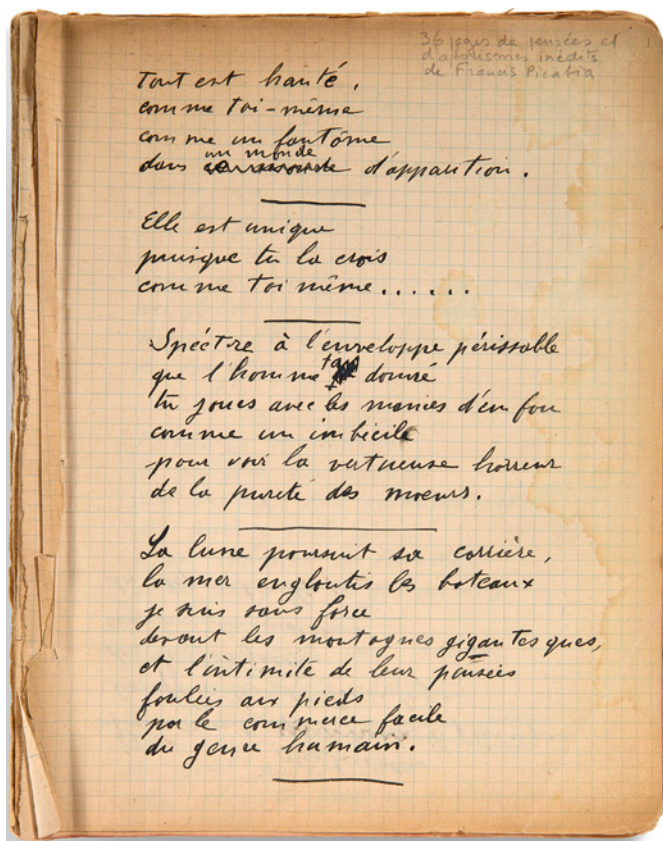 36 pages de pensées et
d'aphorismes inédits
de Francis Picabia
Tout est hanté,
comme toi-même
comme un fantôme
un monde
dans d'apparition.
Elle est unique
puisque tu la crois
comme toi même......
Spéctre à l'enveloppe périssable
que l'homme t'a donné
tu joues avec les manies d'un fou
comme un imbécile
pour voir la vertueuse horreur
de la pureté des moeurs.
La lune poursuit sa carrière,
la mer engloutis les bateaux
je suis sans force
devant les montagnes gigantesques,
et l'intimité de leur pensées
foulées aux pieds
par le commerce facile
du genre humain.